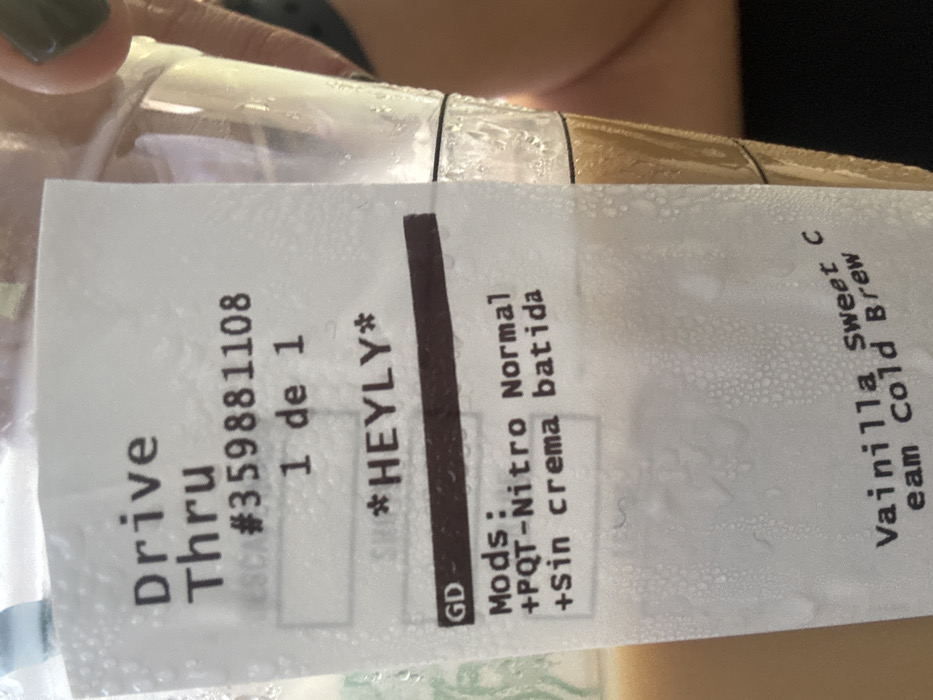 Drive
Thru
#359881108
1 de 1
*HEYLY*
GD
Mods:
+PQT-Nitro Normal
+Sin crema batida
Vainilla Sweet C
eam Cold Brew